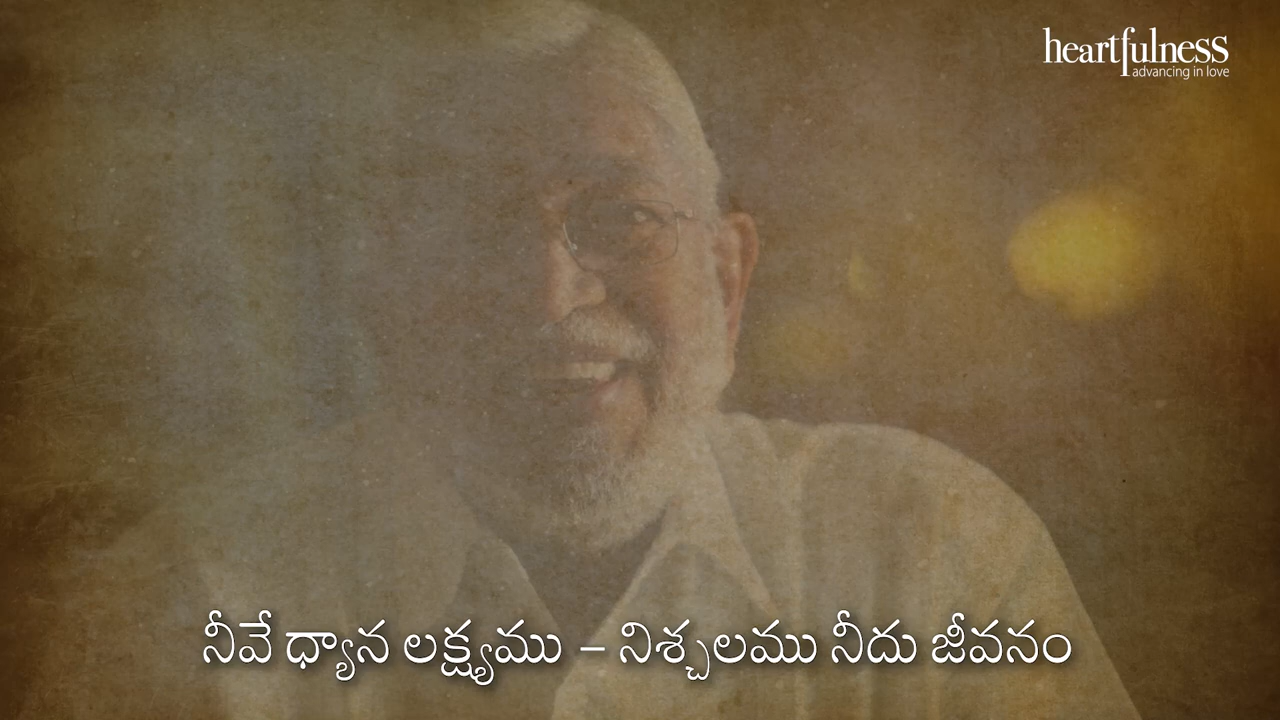 heartfulness
advancing in love
నీవే ధ్యాన లక్ష్యము – నిశ్చలము నీదు జీవనం